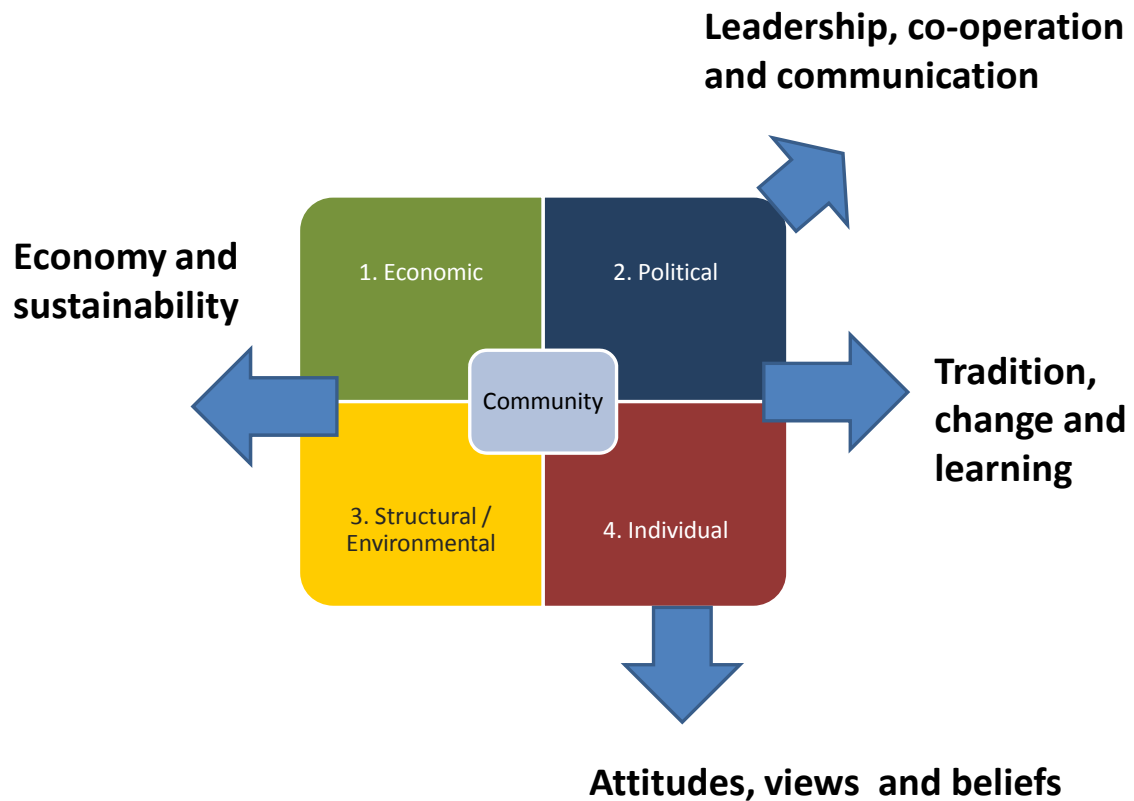 Leadership, co-operation
and communication
Economy and
sustainability
1. Economic
2. Political
Community
Tradition,
change and
learning
3. Structural /
Environmental
4. Individual
Attitudes, views  and beliefs